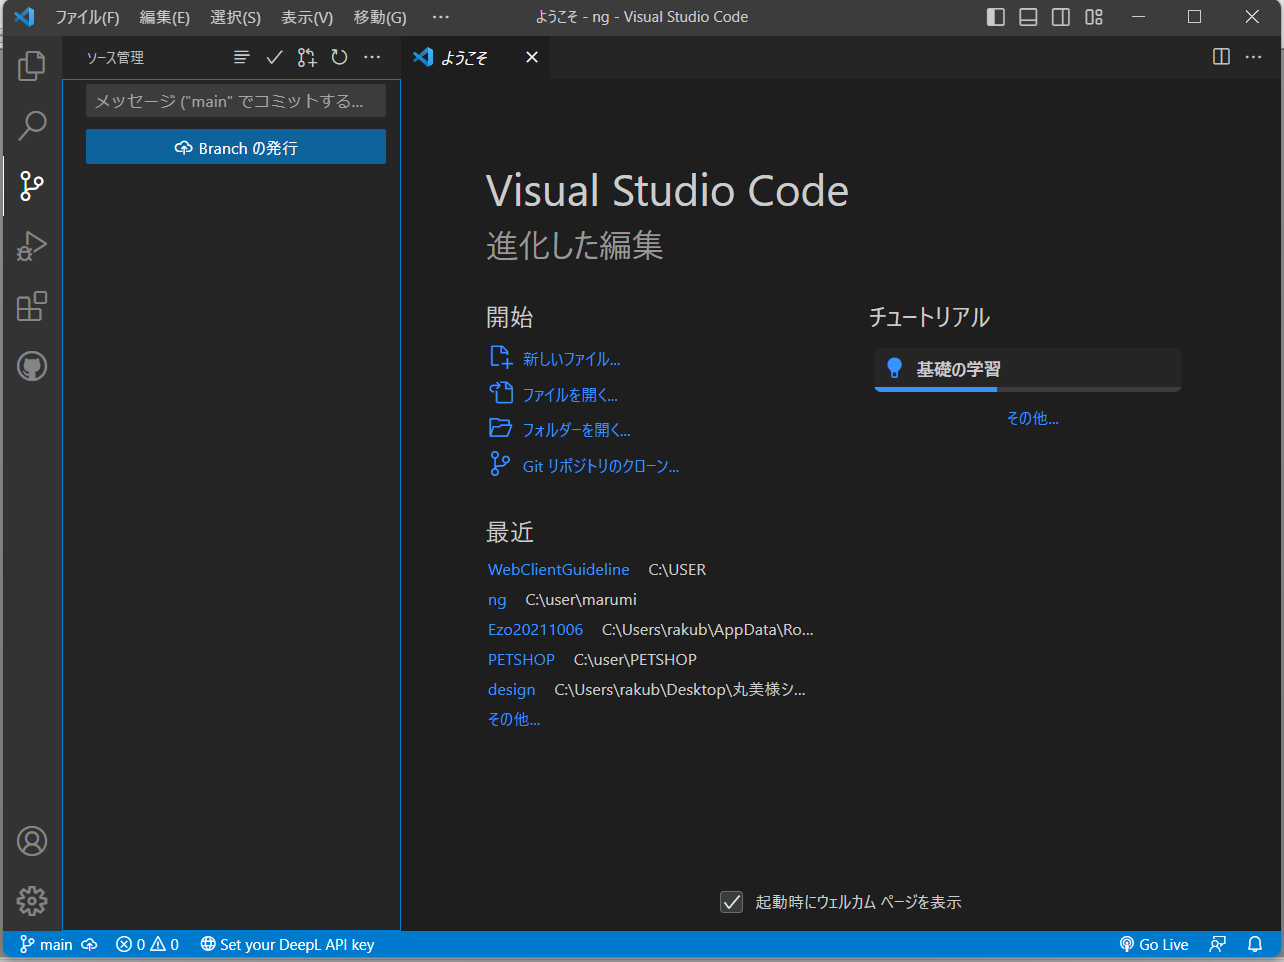 ファイル(F) 編集(E) 選択(S) 表示(V) 移動(G) … ようこそ - ng - Visual Studio Code
ソース管理
ようこそ
メッセージ ("main" でコミットする...
Branch の発行
Visual Studio Code
進化した編集
開始
新しいファイル...
ファイルを開く...
フォルダーを開く...
Git リポジトリのクローン...
チュートリアル
基礎の学習
その他...
最近
WebClientGuideline C:\USER
ng C:\user\marumi
Ezo20211006 C:\Users\rakub\AppData\Ro...
PETSHOP C:\user\PETSHOP
design C:\Users\rakub\Desktop\丸美様シ...
その他...
起動時にウェルカム ページを表示
main 0 0 Set your DeepL API key Go Live